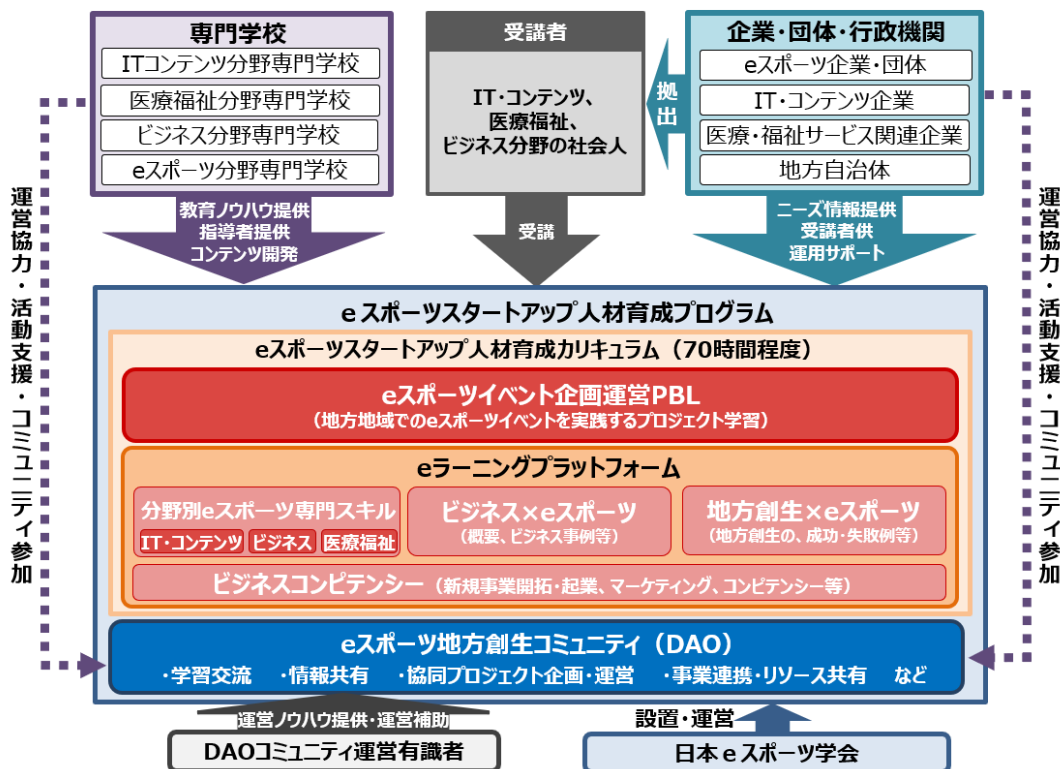 専門学校
ITコンテンツ分野専門学校
医療福祉分野専門学校
ビジネス分野専門学校
eスポーツ分野専門学校
受講者
IT・コンテンツ、
医療福祉、
ビジネス分野の社会人
拠出
企業・団体・行政機関
eスポーツ企業・団体
IT・コンテンツ企業
医療・福祉サービス関連企業
地方自治体
教育ノウハウ提供
指導者提供
コンテンツ開発
受講
ニーズ情報提供
受講者供
運用サポート
運営協力・活動支援・コミュニティ参加
運営協力・活動支援・コミュニティ参加
eスポーツスタートアップ人材育成プログラム
eスポーツスタートアップ人材育成カリキュラム（70時間程度）
eスポーツイベント企画運営PBL
（地方地域でのeスポーツイベントを実践するプロジェクト学習）
eラーニングプラットフォーム
分野別eスポーツ専門スキル
IT・コンテンツ ビジネス 医療福祉
ビジネス×eスポーツ
（概要、ビジネス事例等）
地方創生×eスポーツ
（地方創生の、成功・失敗例等）
ビジネスコンピテンシー（新規事業開拓・起業、マーケティング、コンピテンシー等）
eスポーツ地方創生コミュニティ（DAO）
・学習交流 ・情報共有 ・協同プロジェクト企画・運営 ・事業連携・リソース共有 など
運営ノウハウ提供・運営補助
設置・運営
DAOコミュニティ運営有識者
日本eスポーツ学会